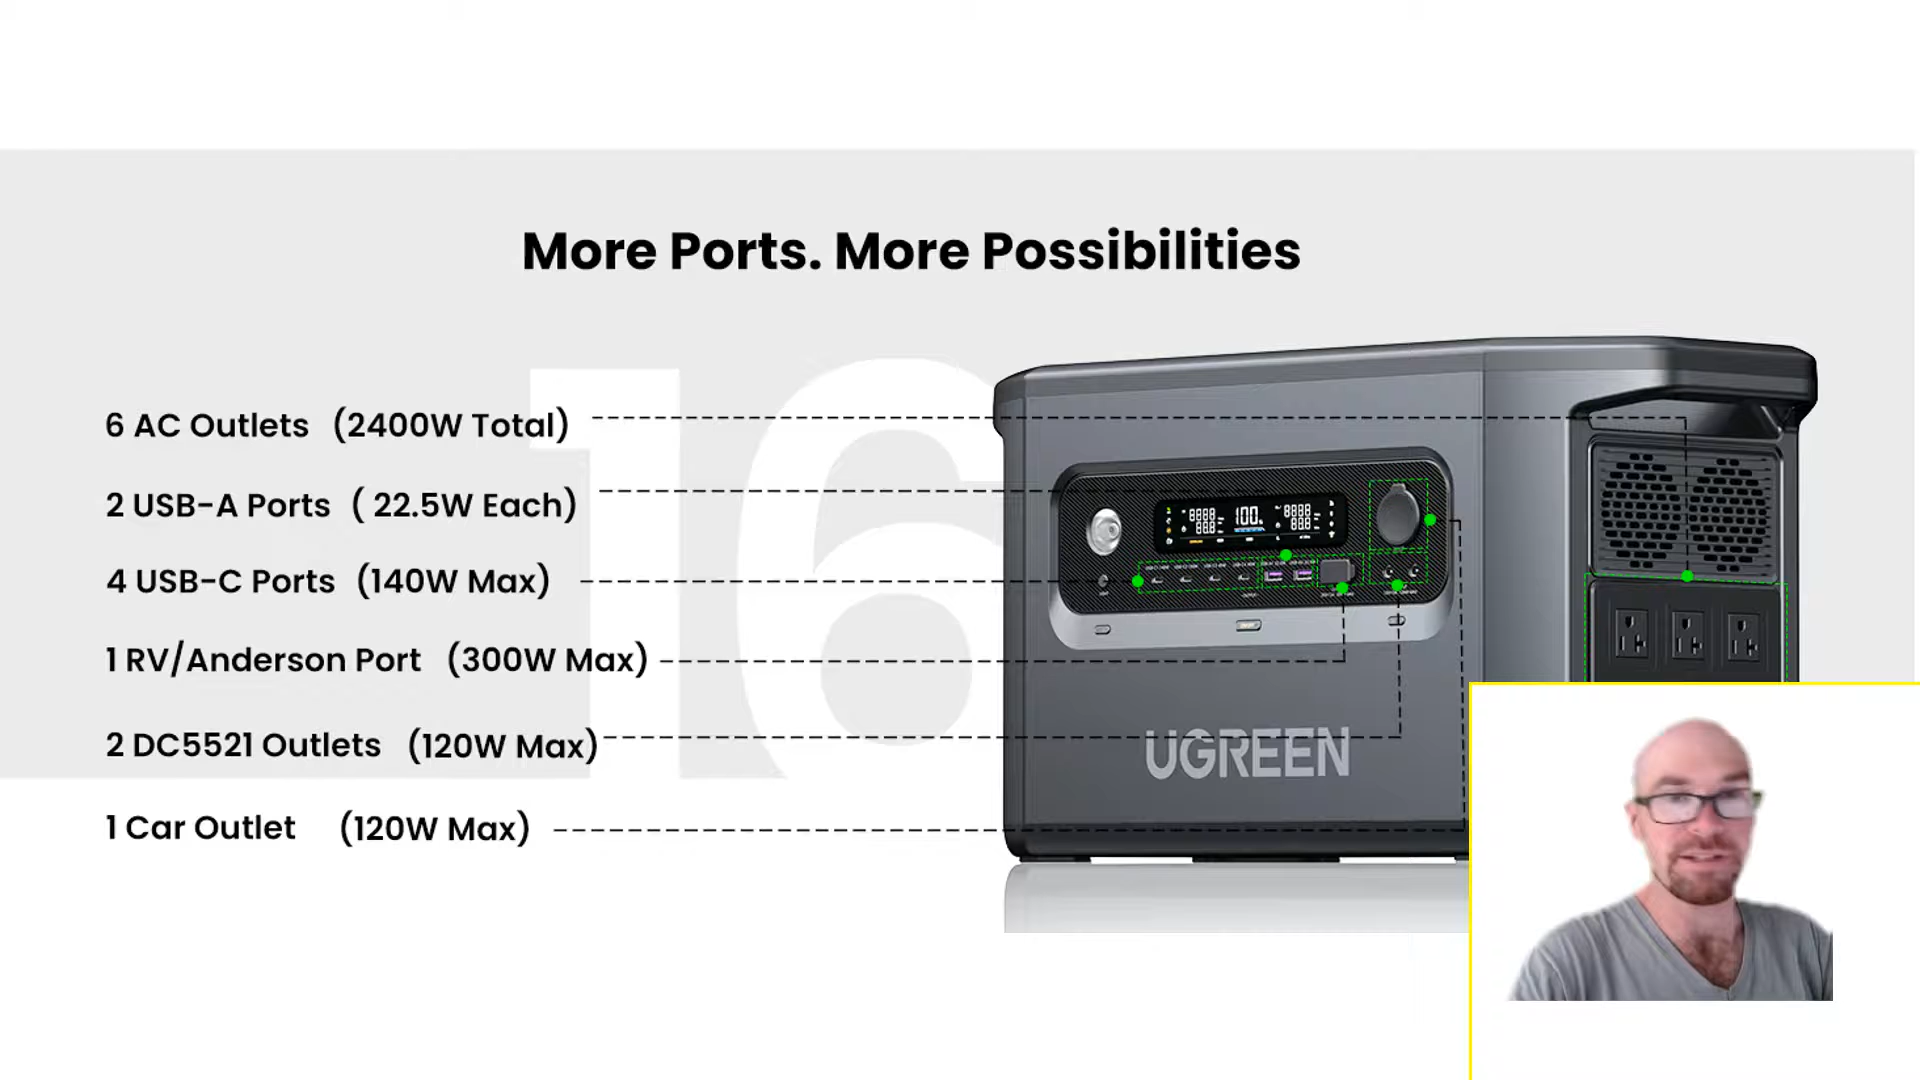 More Ports. More Possibilities
16
6 AC Outlets (2400W Total)
2 USB-A Ports ( 22.5W Each)
4 USB-C Ports (140W Max)
1 RV/Anderson Port (300W Max)
2 DC5521 Outlets (120W Max)
1 Car Outlet (120W Max)
100
UGREEN